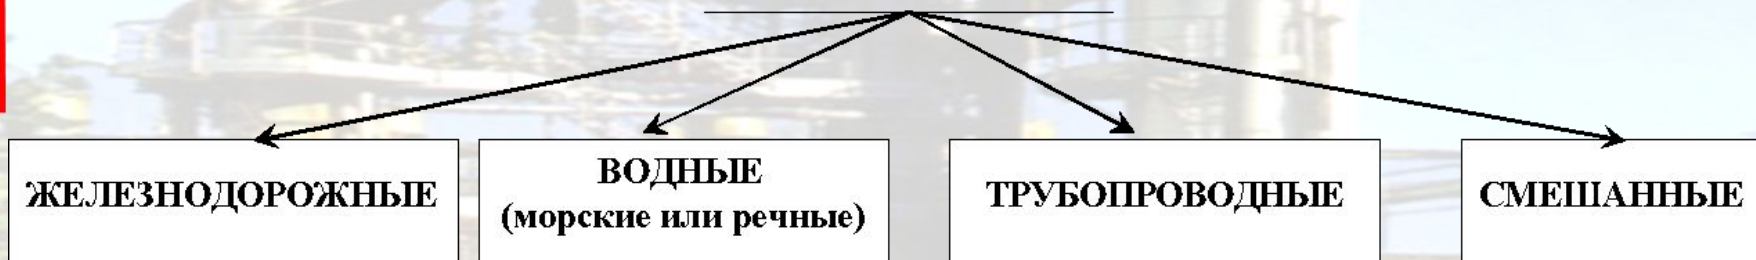 ЖЕЛЕЗНОДОРОЖНЫЕ
ВОДНЫЕ
(морские или речные)
ТРУБОПРОВОДНЫЕ
СМЕШАННЫЕ